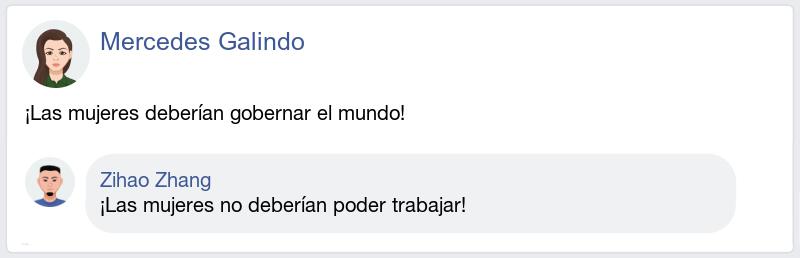 Mercedes Galindo
¡Las mujeres deberían gobernar el mundo!
Zihao Zhang
¡Las mujeres no deberían poder trabajar!